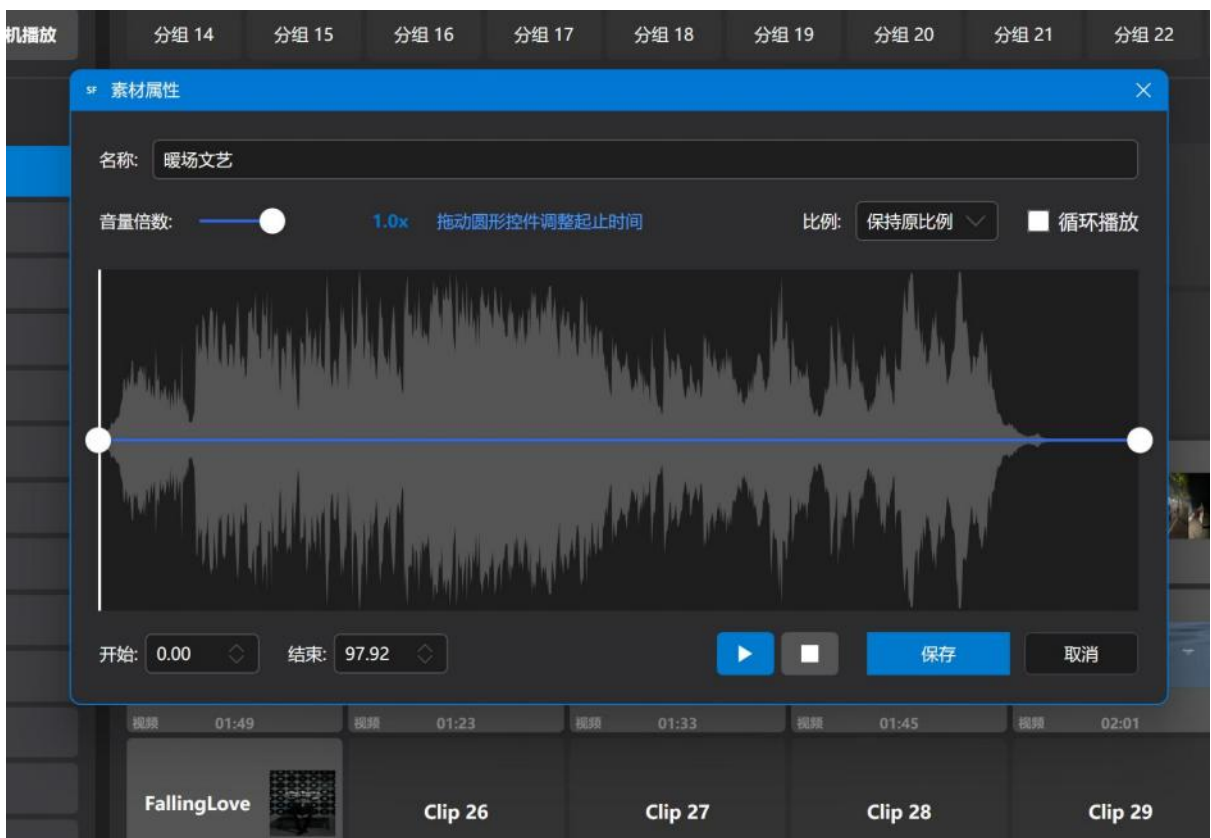 机播放 分组 14 分组 15 分组 16 分组 17 分组 18 分组 19 分组 20 分组 21 分组 22
SF 素材属性
名称: 暖场文艺
音量倍数: 1.0x 拖动圆形控件调整起止时间 比例: 保持原比例 循环播放
开始: 0.00 结束: 97.92 保存 取消
视频 01:49 视频 01:23 视频 01:33 视频 01:45 视频 02:01
FallingLove Clip 26 Clip 27 Clip 28 Clip 29